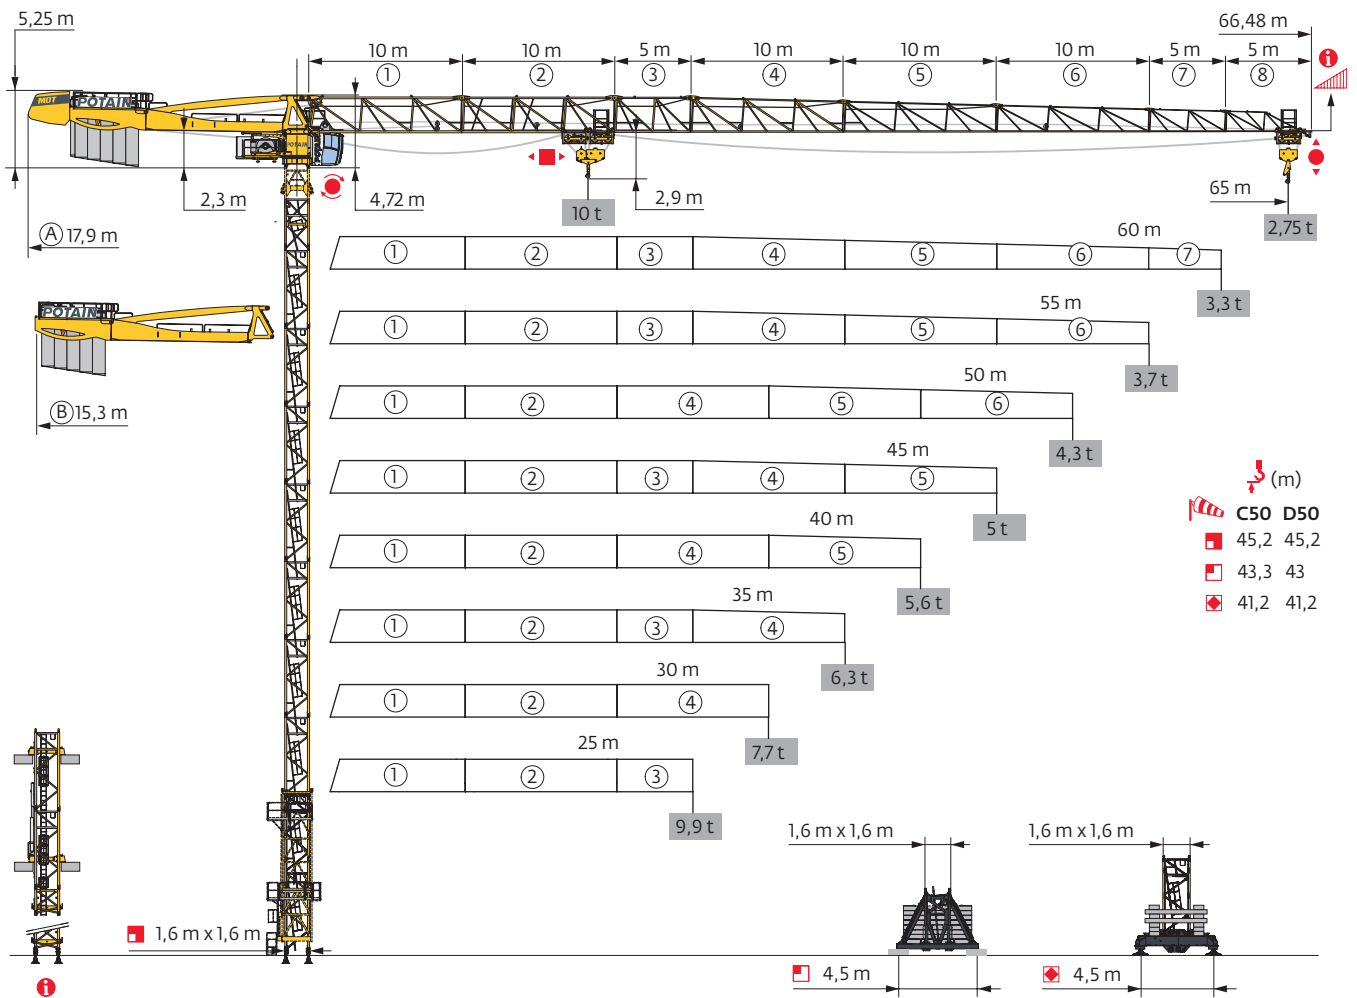 5,25 m
66,48 m
10 m 10 m 5 m 10 m 10 m 10 m 5 m 5 m
1 2 3 4 5 6 7 8
i
MDT POTAIN
POTAIN
2,3 m
4,72 m
2,9 m
65 m
10 t
2,75 t
A 17,9 m
60 m
1 2 3 4 5 6 7
3,3 t
POTAIN
55 m
1 2 3 4 5 6
3,7 t
B 15,3 m
50 m
1 2 4 5 6
4,3 t
45 m
1 2 3 4 5
5 t
(m)
C50 D50
45,2 45,2
43,3 43
41,2 41,2
40 m
1 2 4 5
5,6 t
35 m
1 2 3 4
6,3 t
30 m
1 2 4
7,7 t
25 m
1 2 3
9,9 t
1,6 m x 1,6 m
1,6 m x 1,6 m
1,6 m x 1,6 m
4,5 m
4,5 m
i